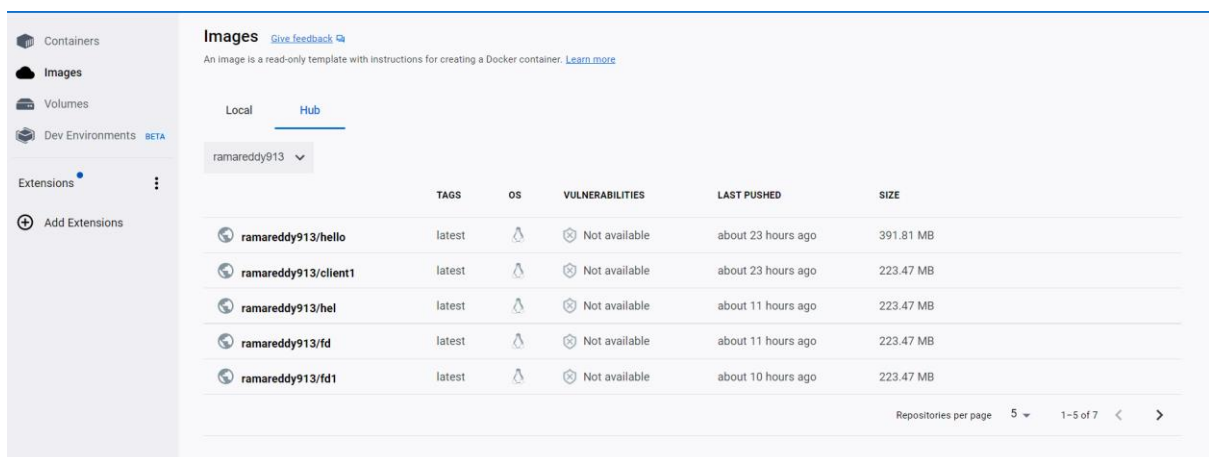 Containers
Images
Volumes
Dev Environments BETA
Extensions
Add Extensions
Images Give feedback
An image is a read-only template with instructions for creating a Docker container. Learn more
Local Hub
ramareddy913
TAGS OS VULNERABILITIES LAST PUSHED SIZE
ramareddy913/hello latest Not available about 23 hours ago 391.81 MB
ramareddy913/client1 latest Not available about 23 hours ago 223.47 MB
ramareddy913/hel latest Not available about 11 hours ago 223.47 MB
ramareddy913/fd latest Not available about 11 hours ago 223.47 MB
ramareddy913/fd1 latest Not available about 10 hours ago 223.47 MB
Repositories per page 5 1–5 of 7